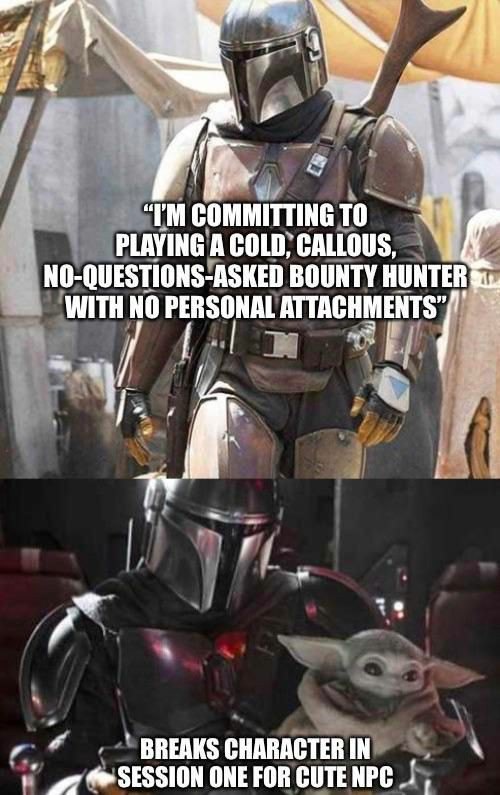 “I’M COMMITTING TO
PLAYING A COLD, CALLOUS,
NO-QUESTIONS-ASKED BOUNTY HUNTER
WITH NO PERSONAL ATTACHMENTS”
BREAKS CHARACTER IN
SESSION ONE FOR CUTE NPC